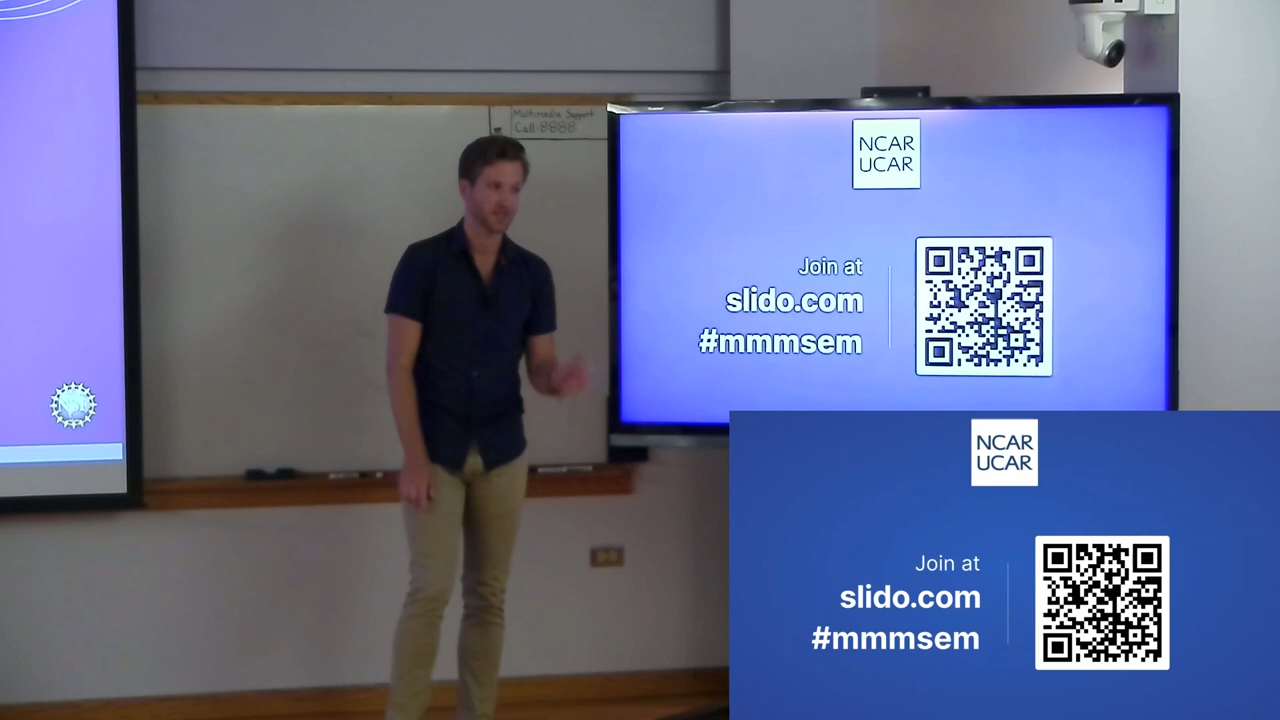 Multimedia Support
Call:8888
NCAR
UCAR
Join at
slido.com
#mmmsem
NCAR
UCAR
Join at
slido.com
#mmmsem